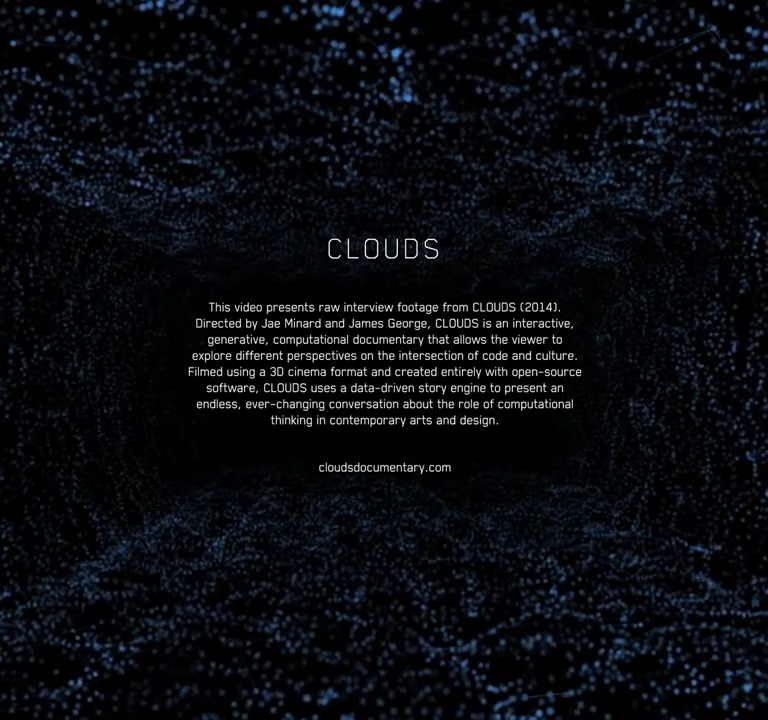 CLOUDS
This video presents raw interview footage from CLOUDS (2014).
Directed by Jae Minard and James George, CLOUDS is an interactive,
generative, computational documentary that allows the viewer to
explore different perspectives on the intersection of code and culture.
Filmed using a 3D cinema format and created entirely with open-source
software, CLOUDS uses a data-driven story engine to present an
endless, ever-changing conversation about the role of computational
thinking in contemporary arts and design.
cloudsdocumentary.com